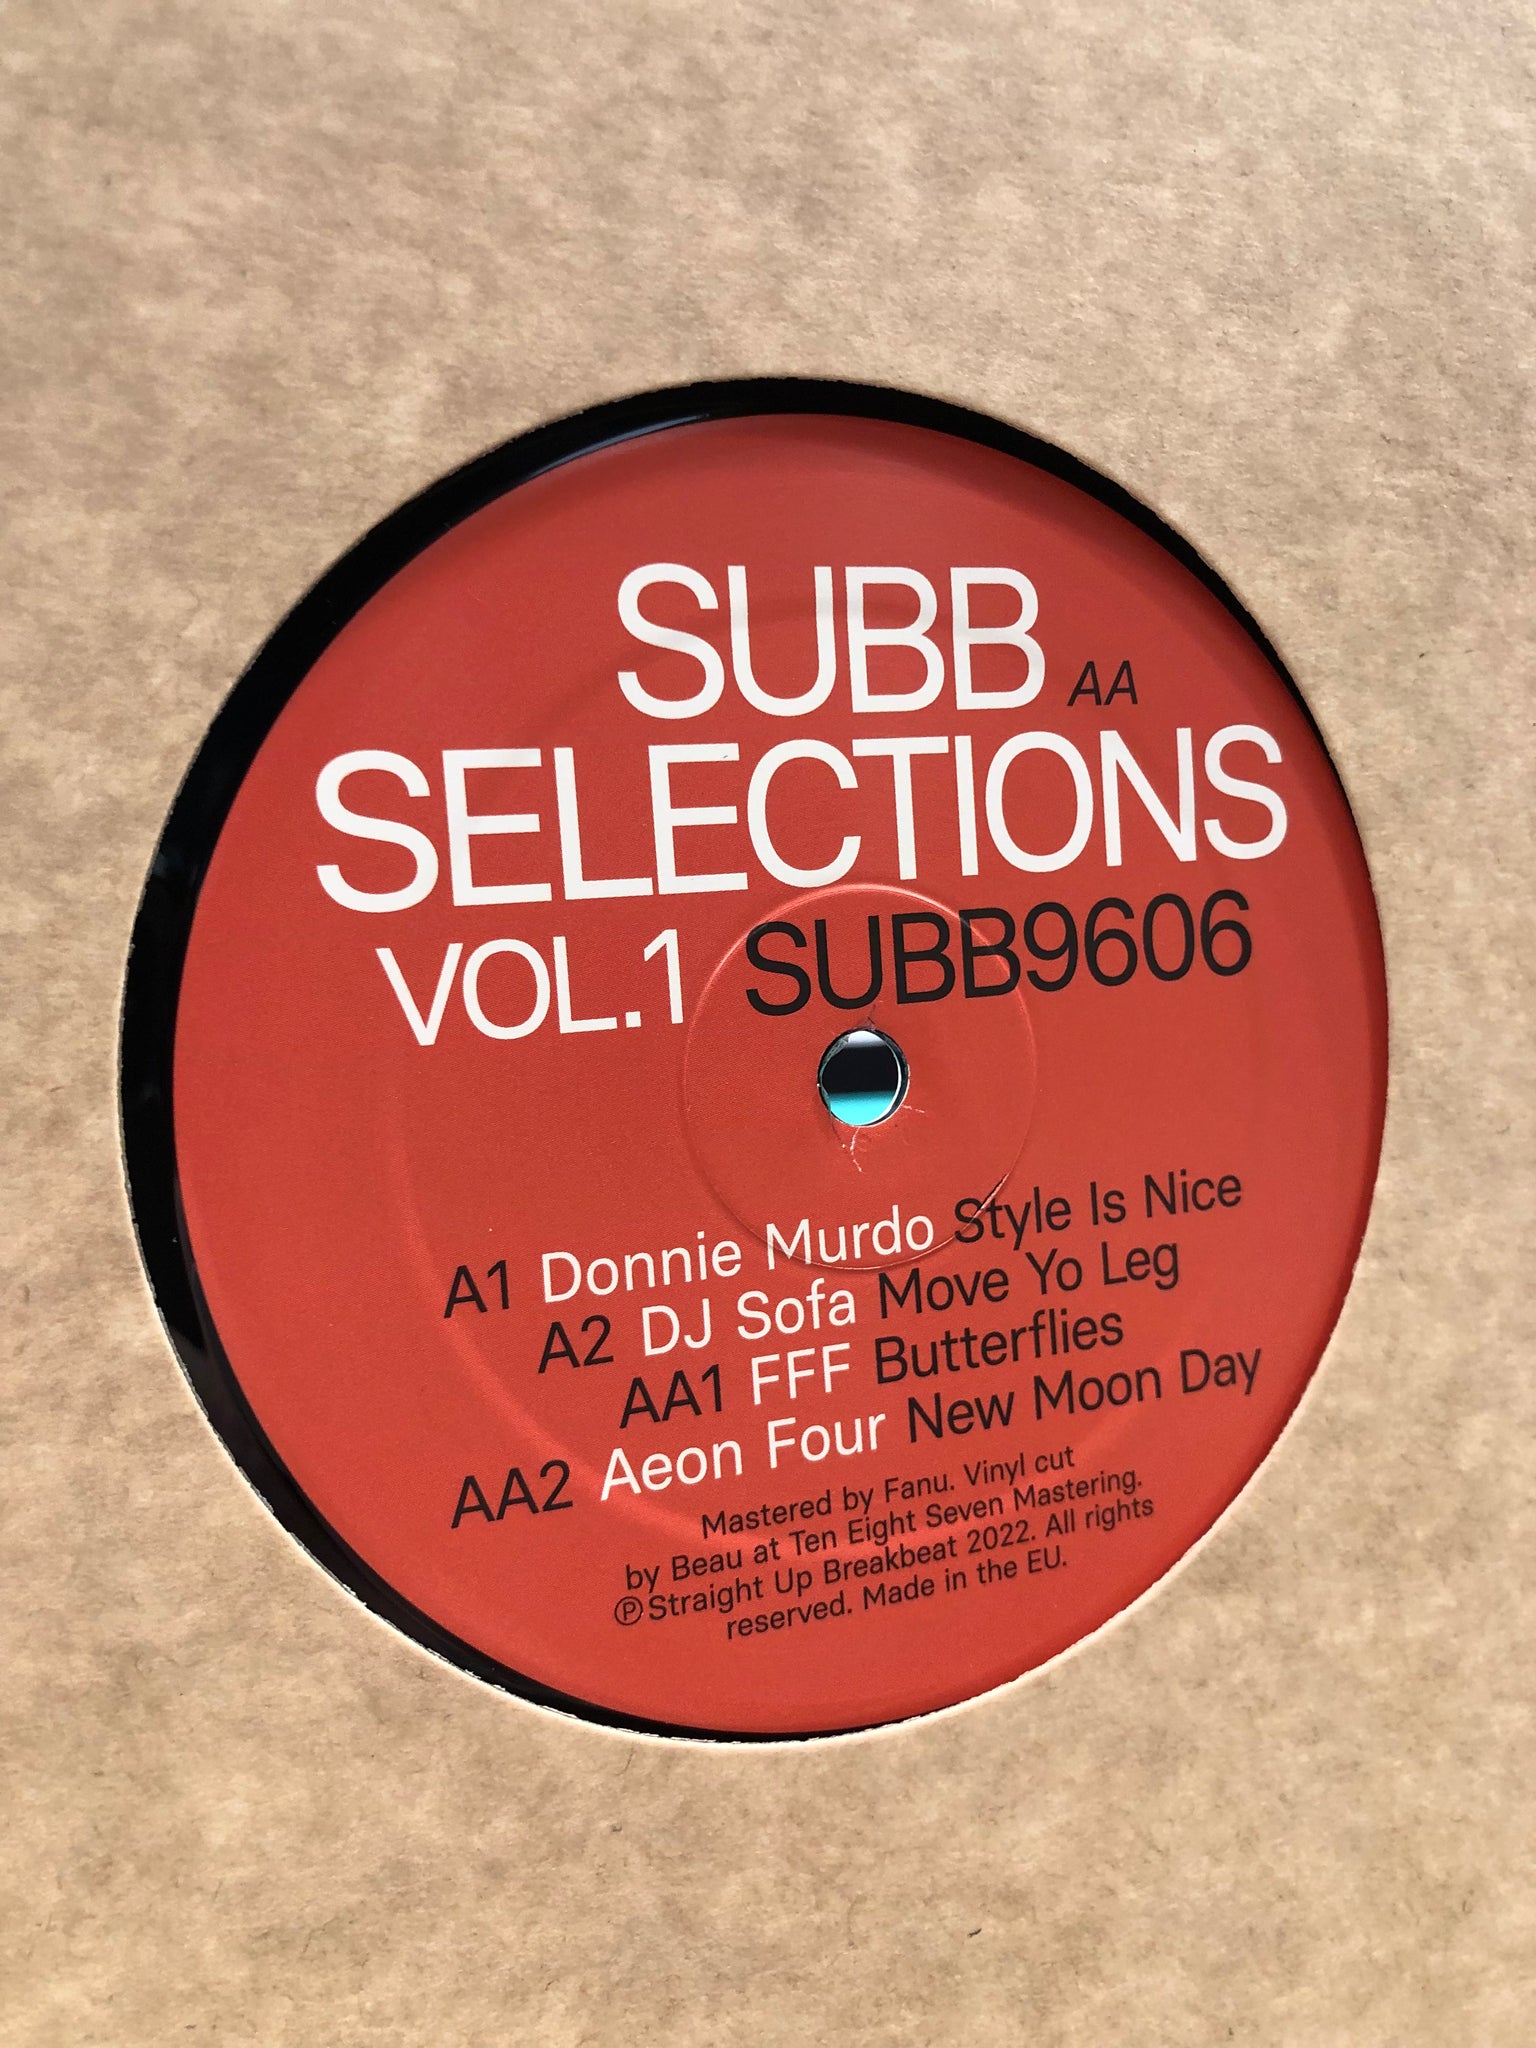 SUBB AA
SELECTIONS
VOL.1 SUBB9606
A1 Donnie Murdo Style Is Nice
A2 DJ Sofa Move Yo Leg
AA1 FFF Butterflies
AA2 Aeon Four New Moon Day
Mastered by Fanu. Vinyl cut
by Beau at Ten Eight Seven Mastering.
ⓅStraight Up Breakbeat 2022. All rights
reserved. Made in the EU.